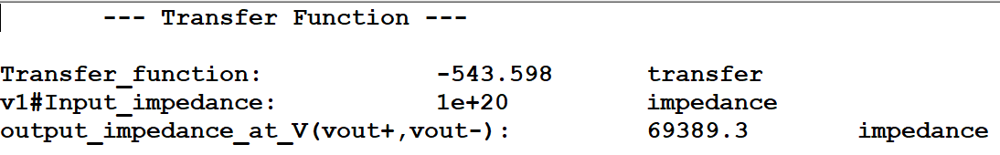 --- Transfer Function ---
Transfer_function: -543.598 transfer
v1#Input_impedance: 1e+20 impedance
output_impedance_at_V(vout+,vout-): 69389.3 impedance